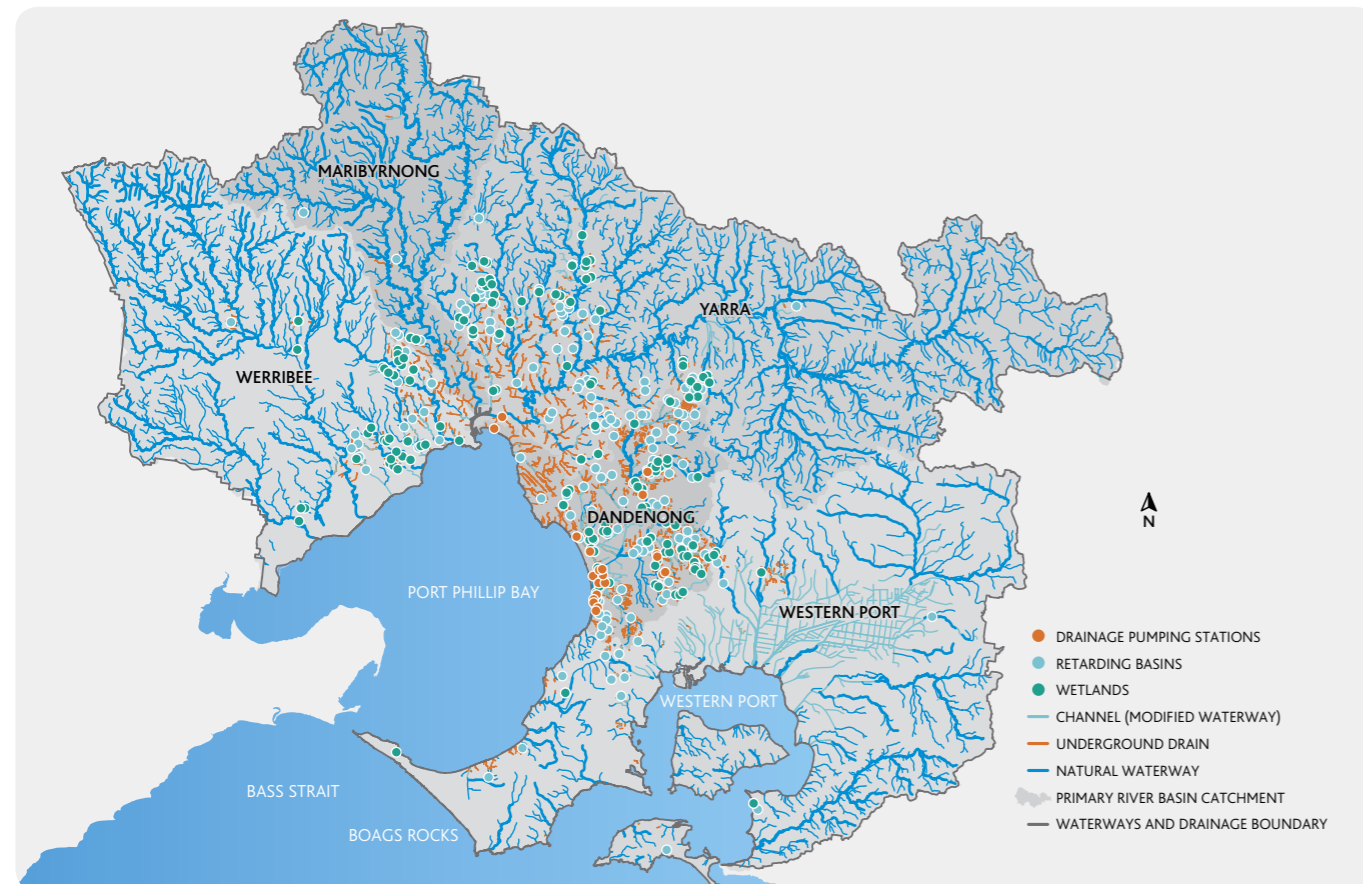 MARIBYRNONG
YARRA
WERRIBEE
DANDENONG
PORT PHILLIP BAY
WESTERN PORT
WESTERN PORT
BASS STRAIT
BOAGS ROCKS
N
DRAINAGE PUMPING STATIONS
RETARDING BASINS
WETLANDS
CHANNEL (MODIFIED WATERWAY)
UNDERGROUND DRAIN
NATURAL WATERWAY
PRIMARY RIVER BASIN CATCHMENT
WATERWAYS AND DRAINAGE BOUNDARY